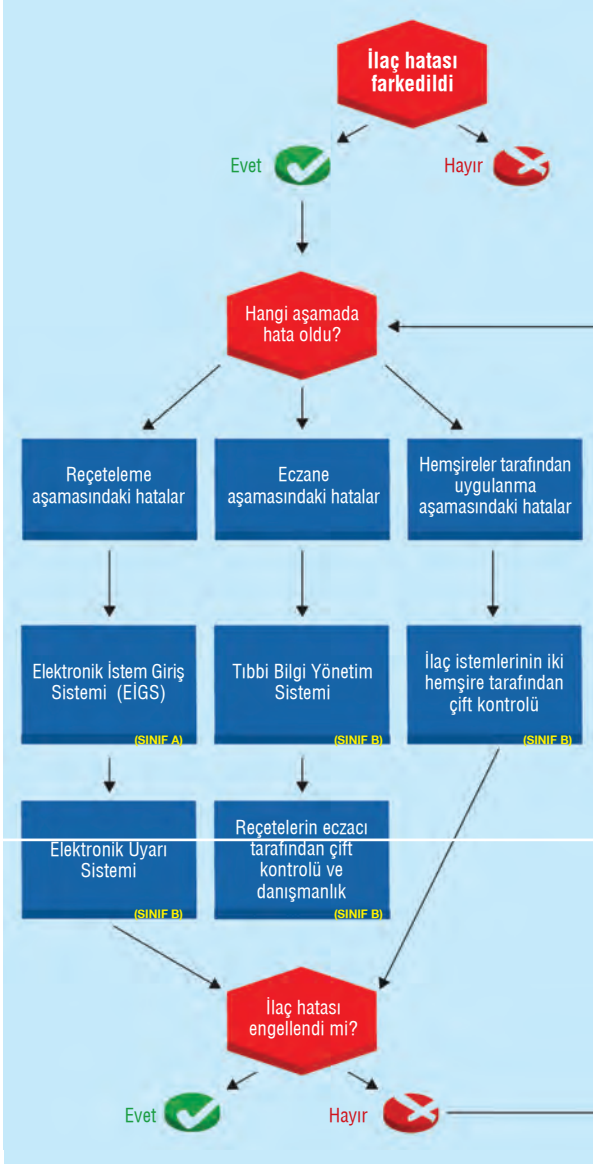 İlaç hatası
farkedildi
Evet
Hayır
Hangi aşamada
hata oldu?
Reçeteleme
aşamasındaki hatalar
Eczane
aşamasındaki hatalar
Hemşireler tarafından
uygulanma
aşamasındaki hatalar
Elektronik İstem Giriş
Sistemi (EİGS)
(SINIF A)
Tıbbi Bilgi Yönetim
Sistemi
(SINIF B)
İlaç istemlerinin iki
hemşire tarafından
çift kontrolü
(SINIF B)
Elektronik Uyarı
Sistemi
(SINIF B)
Reçetelerin eczacı
tarafından çift
kontrolü ve
danışmanlık
(SINIF B)
İlaç hatası
engellendi mi?
Evet
Hayır